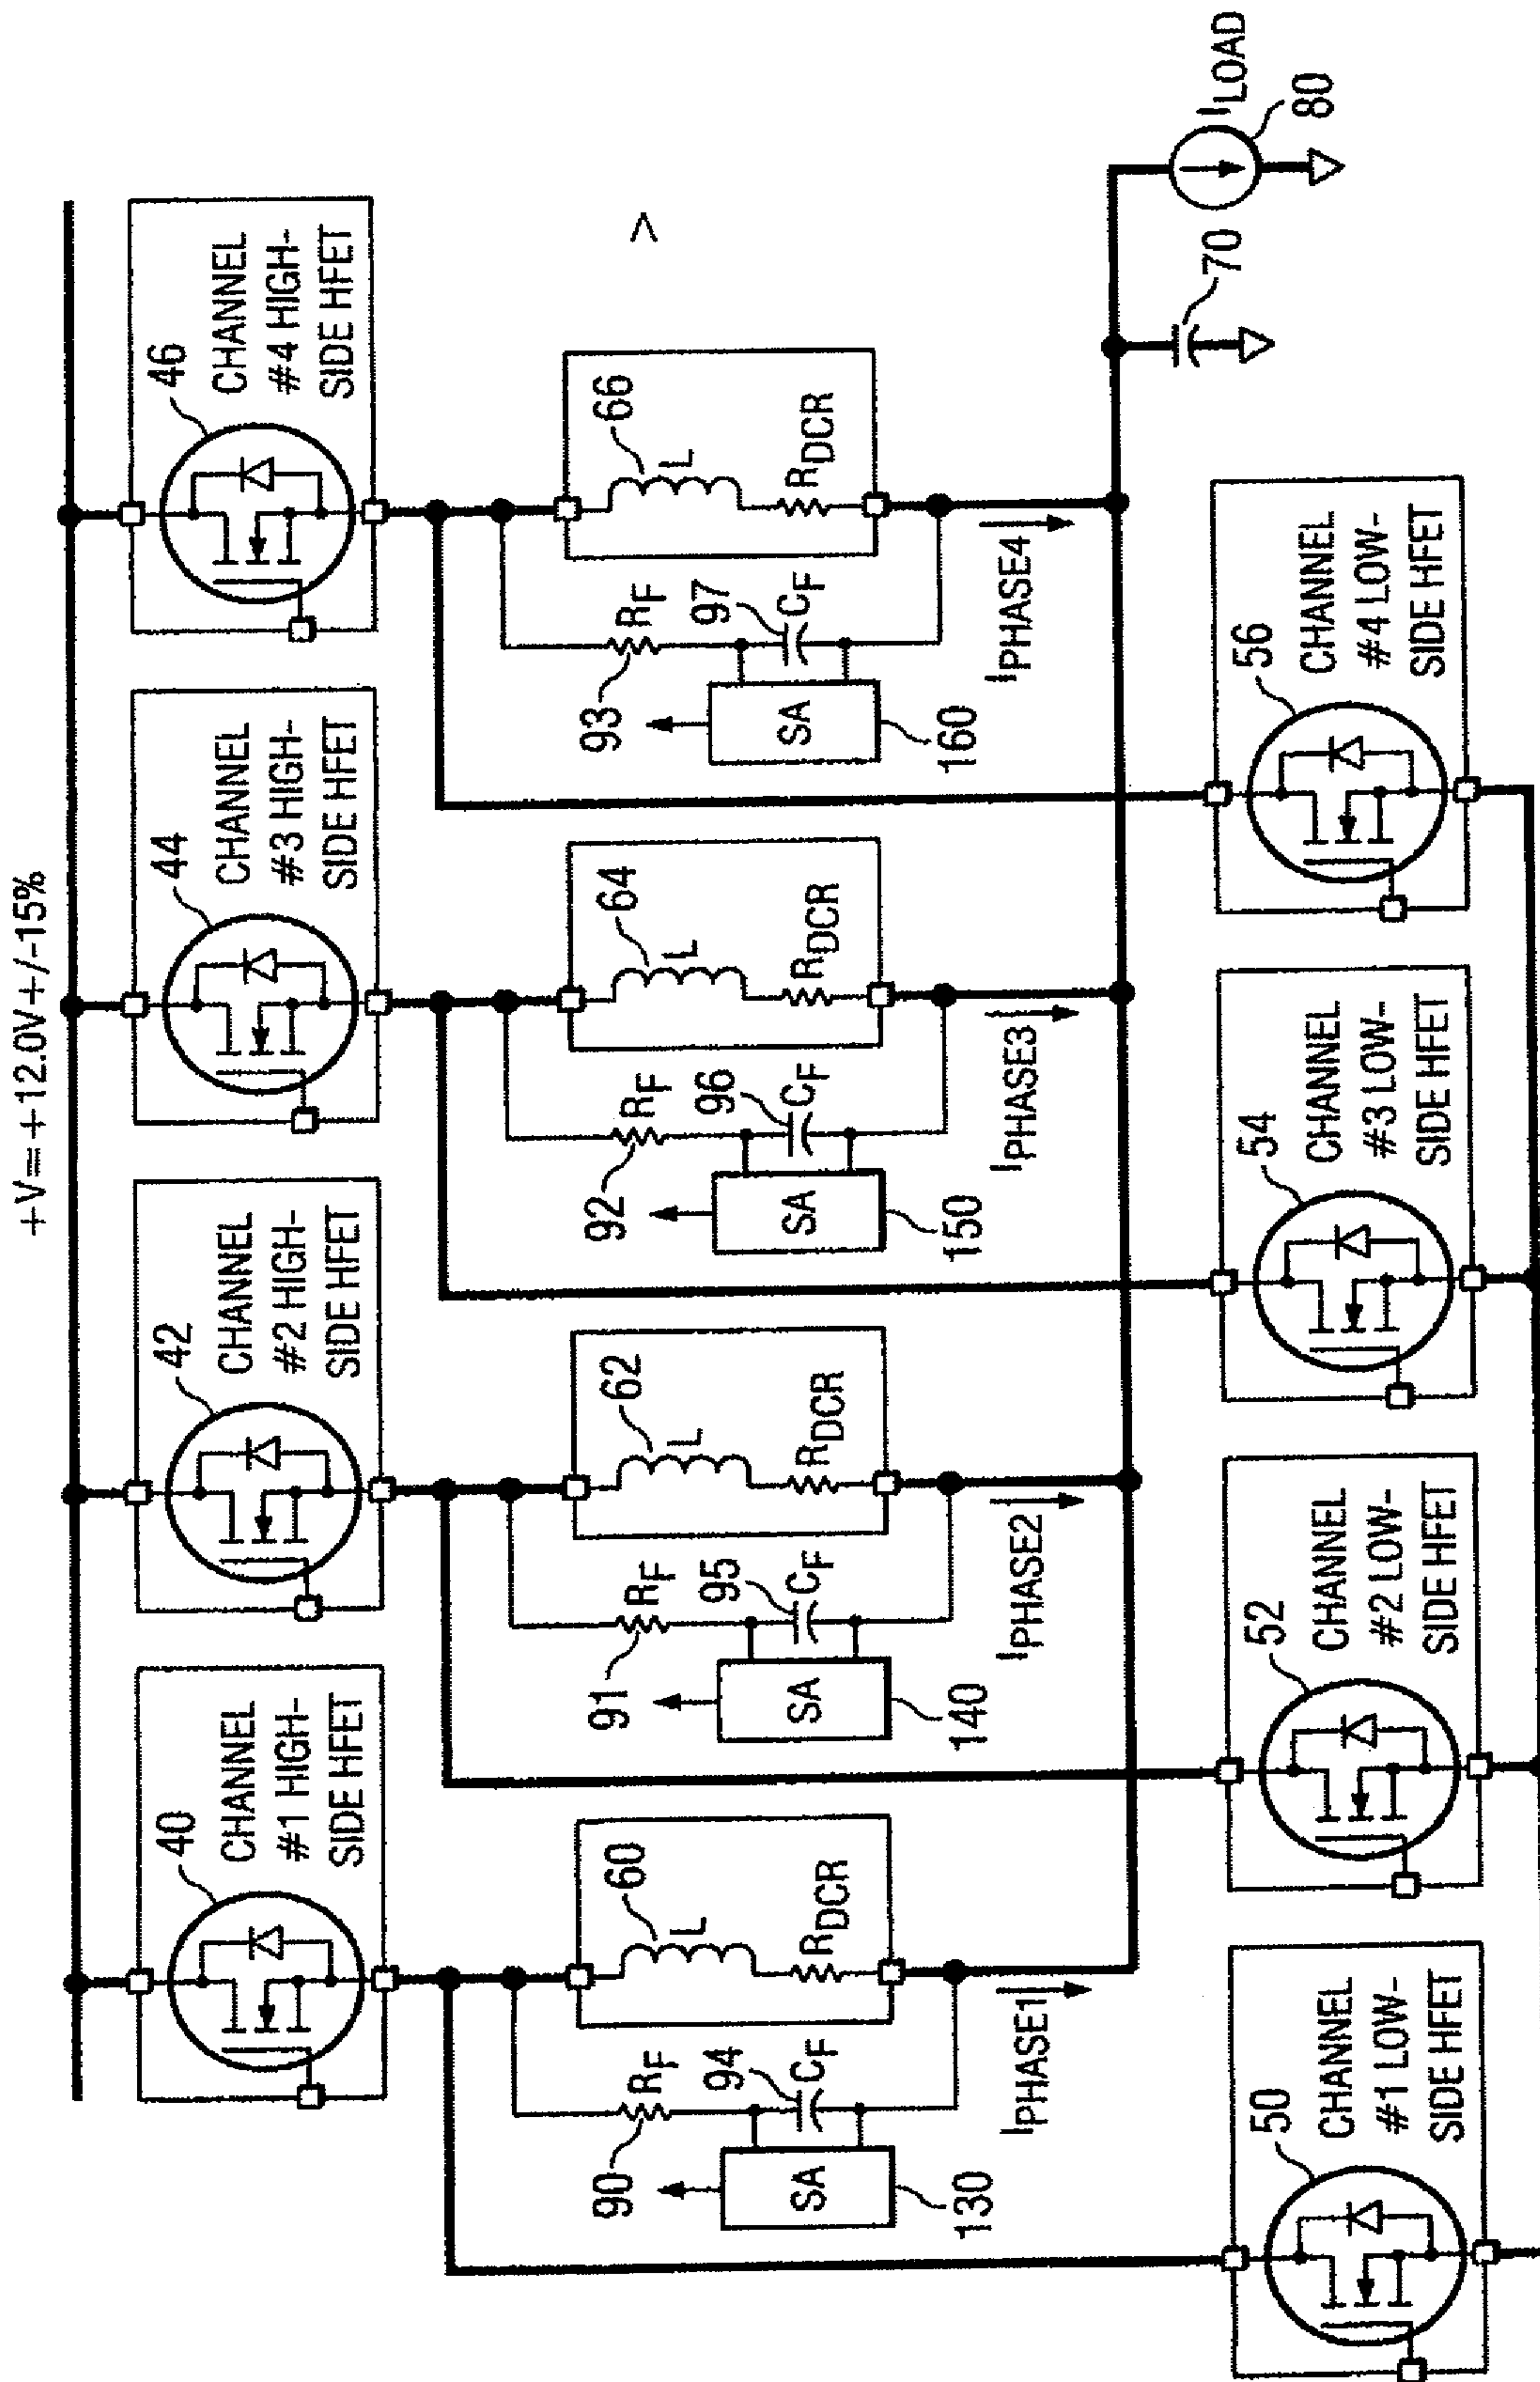 +V=+12.0V+/-15%
40
CHANNEL
#1 HIGH-
SIDE HFET
42
CHANNEL
#2 HIGH-
SIDE HFET
44
CHANNEL
#3 HIGH-
SIDE HFET
46
CHANNEL
#4 HIGH-
SIDE HFET
90
RF
94
CF
SA
130
60
L
RDCR
IPHASE1
91
RF
95
CF
SA
140
62
L
RDCR
IPHASE2
92
RF
96
CF
SA
150
64
L
RDCR
IPHASE3
93
RF
97
CF
SA
160
66
L
RDCR
IPHASE4
>
70
ILOAD
80
50
CHANNEL
#1 LOW-
SIDE HFET
52
CHANNEL
#2 LOW-
SIDE HFET
54
CHANNEL
#3 LOW-
SIDE HFET
56
CHANNEL
#4 LOW-
SIDE HFET